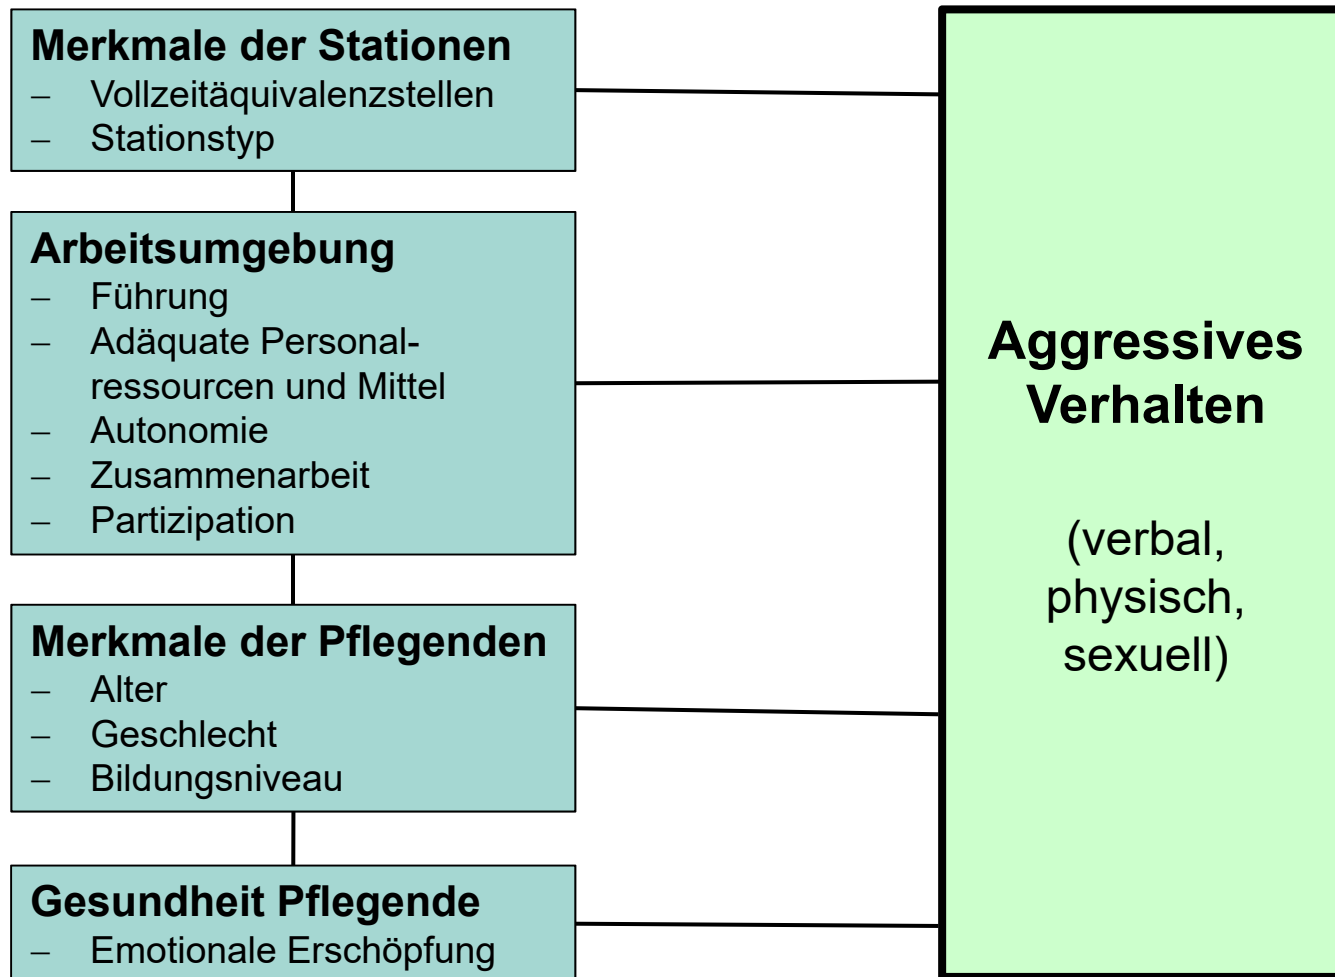 Merkmale der Stationen
– Vollzeitäquivalenzstellen
– Stationstyp
Arbeitsumgebung
– Führung
– Adäquate Personal-
ressourcen und Mittel
– Autonomie
– Zusammenarbeit
– Partizipation
Merkmale der Pflegenden
– Alter
– Geschlecht
– Bildungsniveau
Gesundheit Pflegende
– Emotionale Erschöpfung
Aggressives
Verhalten
(verbal,
physisch,
sexuell)